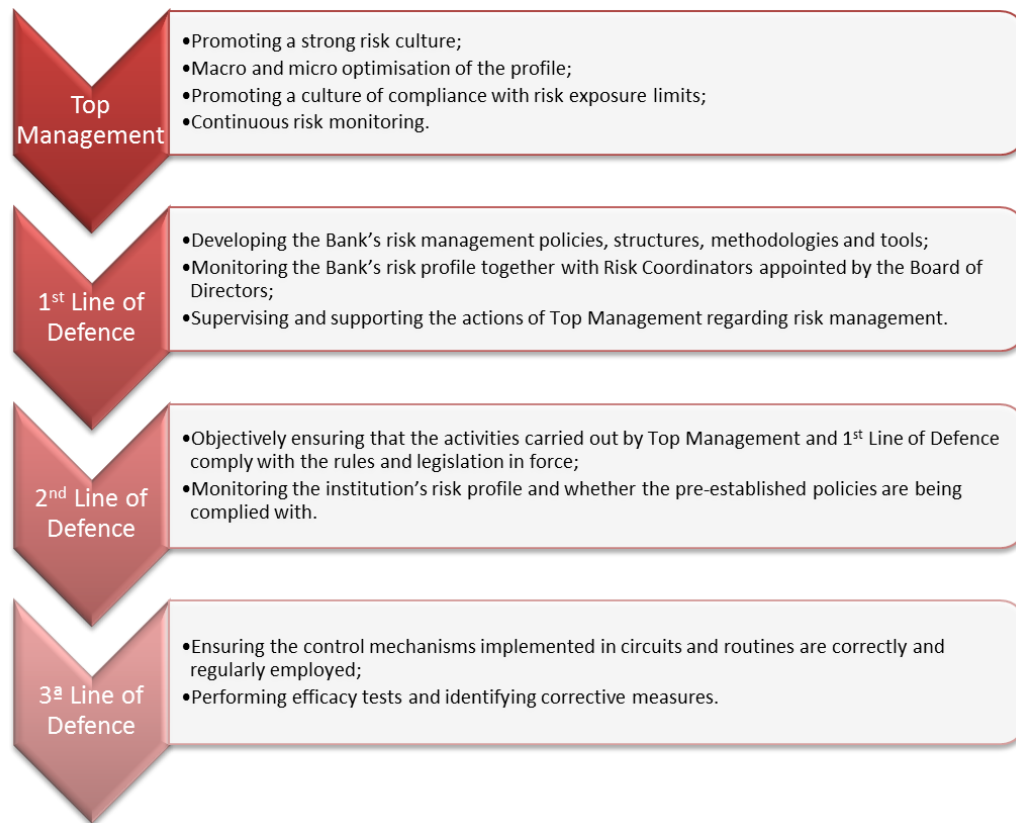 Top
Management
•Promoting a strong risk culture;
•Macro and micro optimisation of the profile;
•Promoting a culture of compliance with risk exposure limits;
•Continuous risk monitoring.
1st Line of
Defence
•Developing the Bank's risk management policies, structures, methodologies and tools;
•Monitoring the Bank's risk profile together with Risk Coordinators appointed by the Board of
Directors;
•Supervising and supporting the actions of Top Management regarding risk management.
2nd Line of
Defence
•Objectively ensuring that the activities carried out by Top Management and 1st Line of Defence
comply with the rules and legislation in force;
•Monitoring the institution's risk profile and whether the pre-established policies are being
complied with.
3ª Line of
Defence
•Ensuring the control mechanisms implemented in circuits and routines are correctly and
regularly employed;
•Performing efficacy tests and identifying corrective measures.